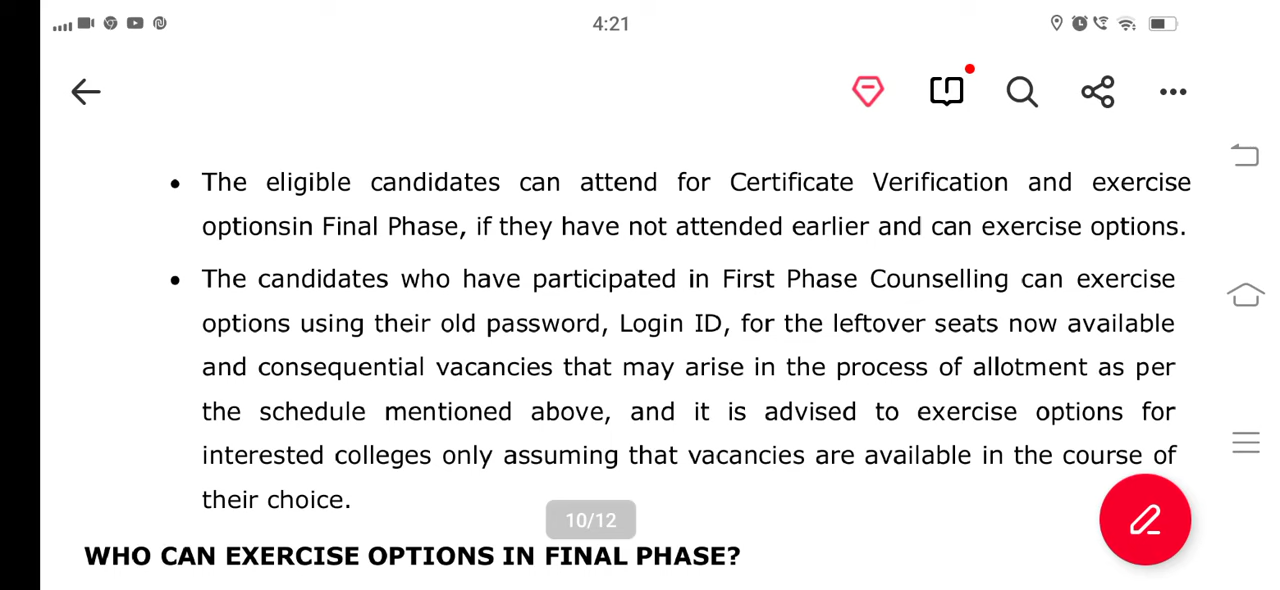 4:21
• The eligible candidates can attend for Certificate Verification and exercise
optionsin Final Phase, if they have not attended earlier and can exercise options.
• The candidates who have participated in First Phase Counselling can exercise
options using their old password, Login ID, for the leftover seats now available
and consequential vacancies that may arise in the process of allotment as per
the schedule mentioned above, and it is advised to exercise options for
interested colleges only assuming that vacancies are available in the course of
their choice.
10/12
WHO CAN EXERCISE OPTIONS IN FINAL PHASE?